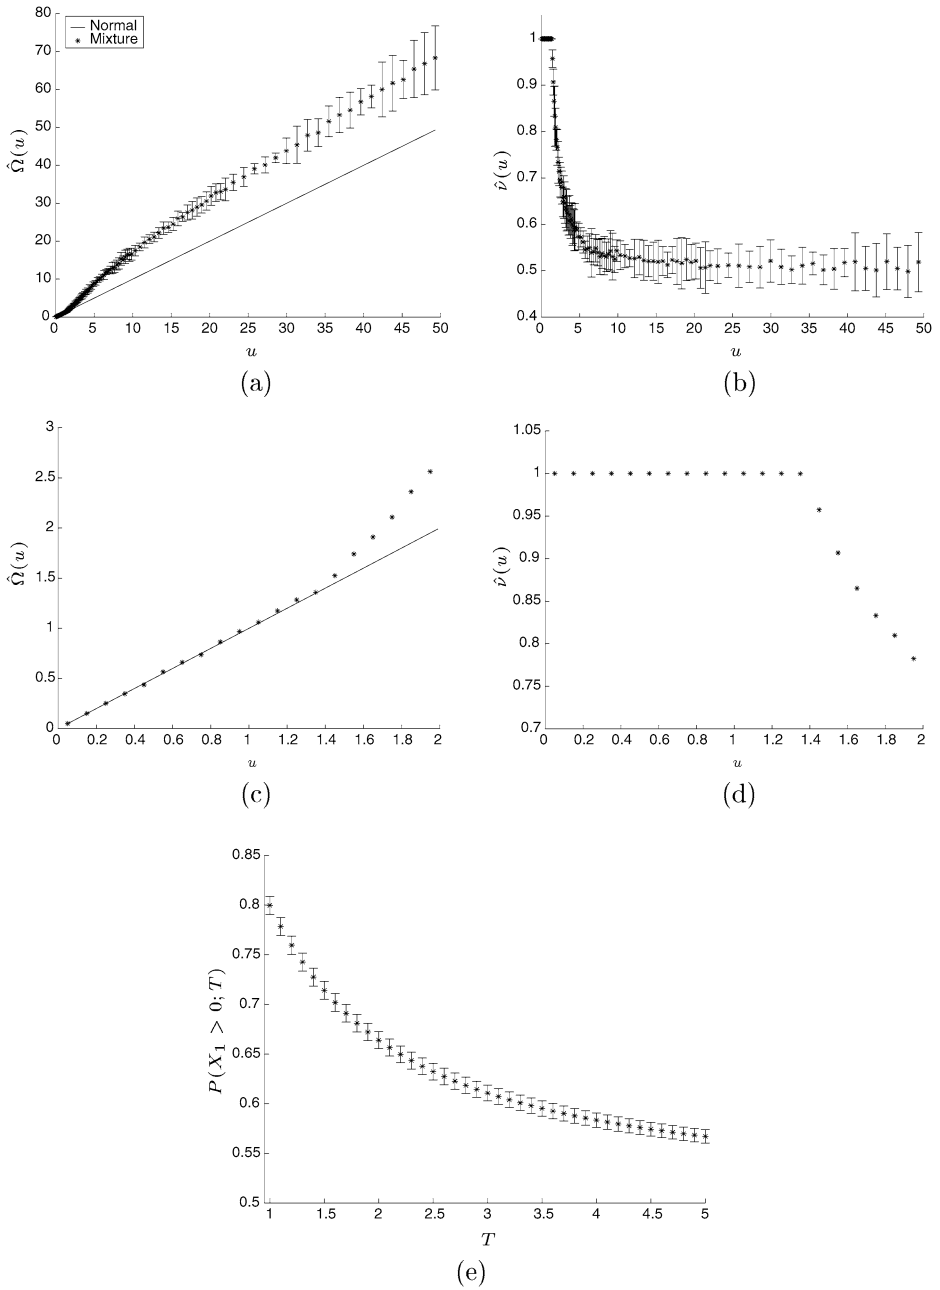 80
70
60
50
40
30
20
10
0
0 5 10 15 20 25 30 35 40 45 50
Normal
Mixture
Ω̂(u)
u
(a)
1
0.9
0.8
0.7
0.6
0.5
0.4
0 5 10 15 20 25 30 35 40 45 50
ν̂(u)
u
(b)
3
2.5
2
1.5
1
0.5
0
0 0.2 0.4 0.6 0.8 1 1.2 1.4 1.6 1.8 2
Ω̂(u)
u
(c)
1.05
1
0.95
0.9
0.85
0.8
0.75
0.7
0 0.2 0.4 0.6 0.8 1 1.2 1.4 1.6 1.8 2
ν̂(u)
u
(d)
0.85
0.8
0.75
0.7
0.65
0.6
0.55
0.5
1 1.5 2 2.5 3 3.5 4 4.5 5
P(X₁ > 0; T)
T
(e)